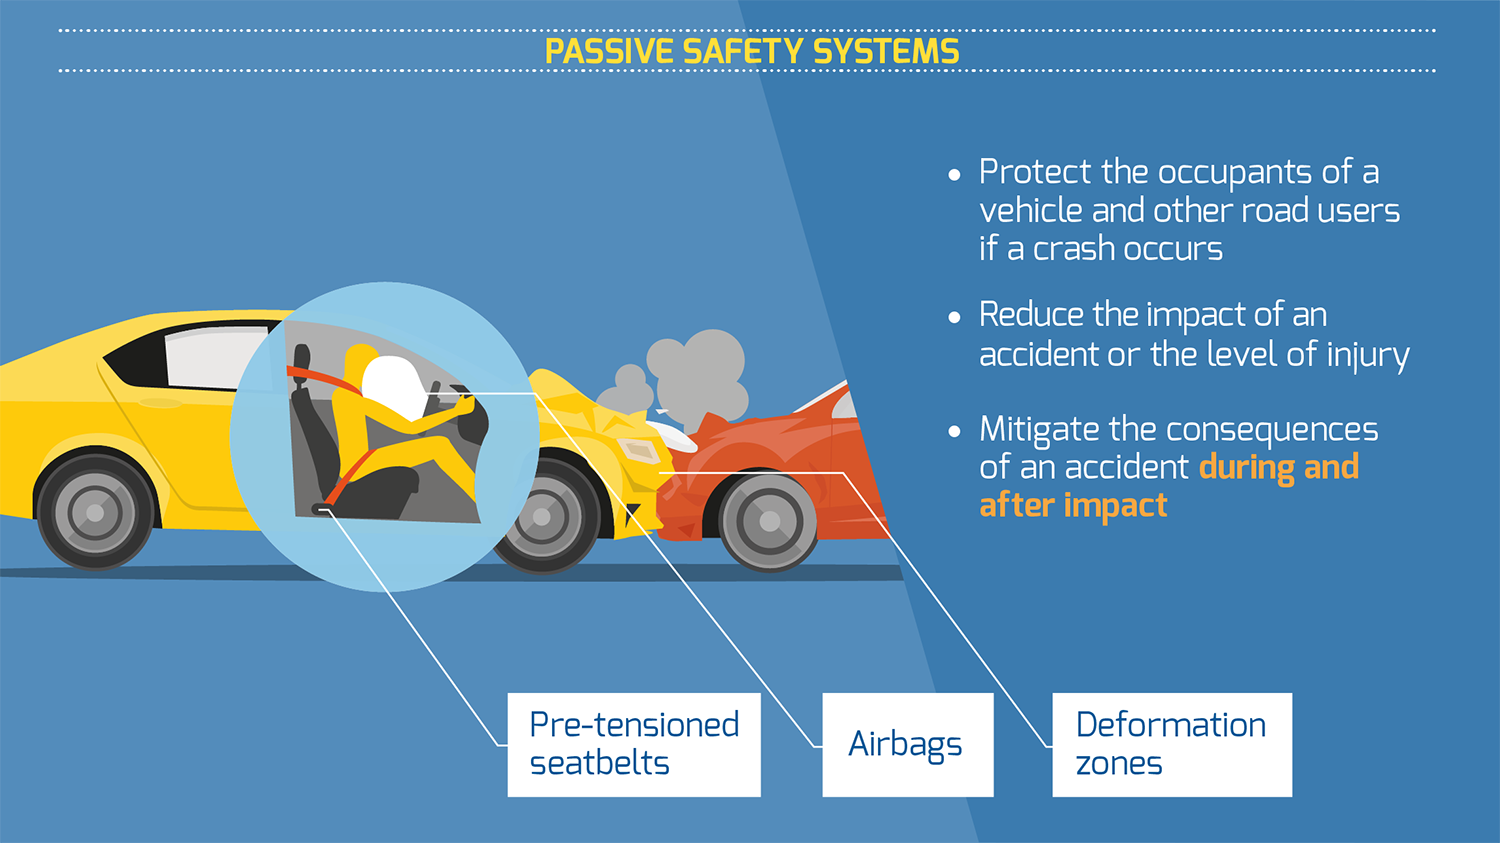 PASSIVE SAFETY SYSTEMS
• Protect the occupants of a
vehicle and other road users
if a crash occurs
• Reduce the impact of an
accident or the level of injury
• Mitigate the consequences
of an accident during and
after impact
Pre-tensioned
seatbelts
Airbags
Deformation
zones